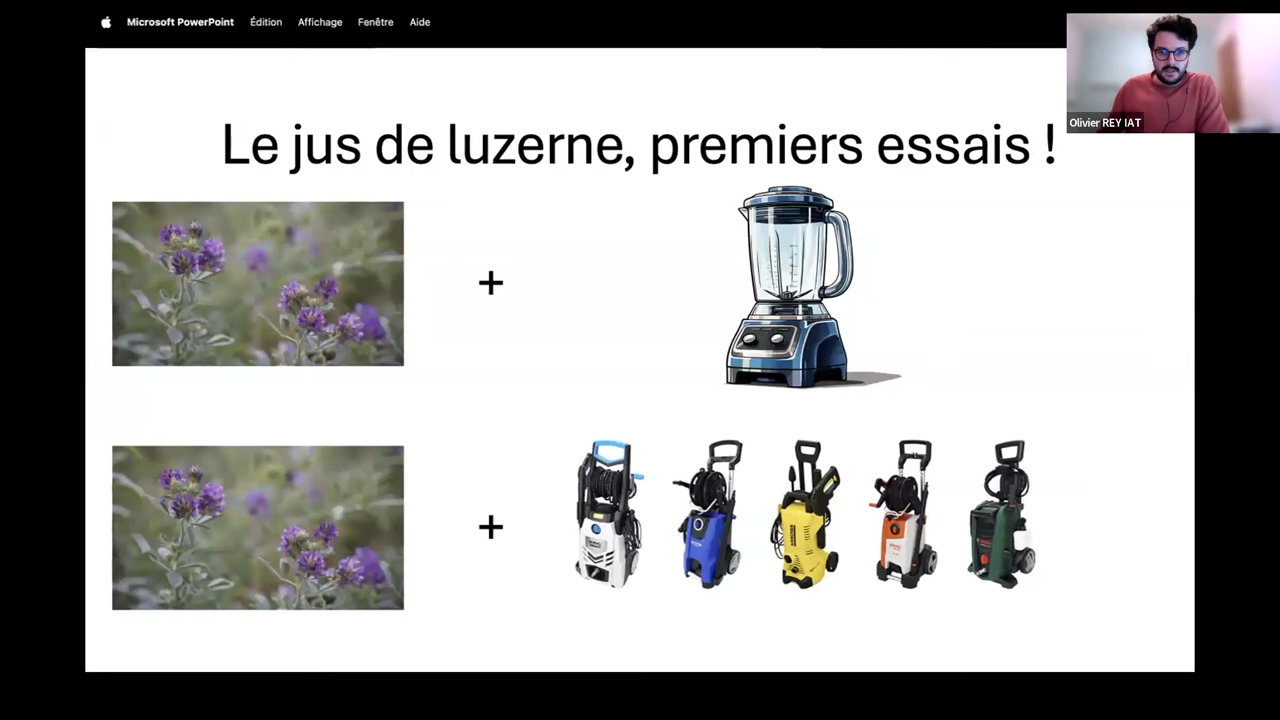 Microsoft PowerPoint Édition Affichage Fenêtre Aide
Olivier REY IAT
Le jus de luzerne, premiers essais !
+
+